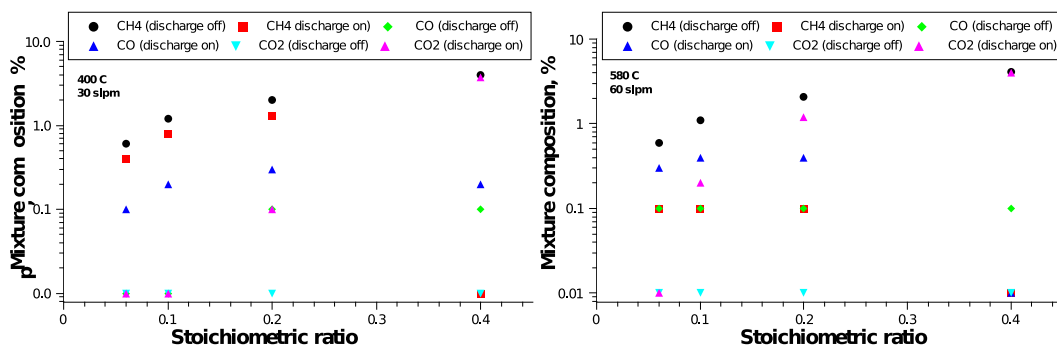 CH4 (discharge off) CH4 (discharge on) CO (discharge off)
CO (discharge on) CO2 (discharge off) CO2 (discharge on)
10.0
400 C
30 slpm
1.0
0.1
0.0
0 0.1 0.2 0.3 0.4
Stoichiometric ratio
pMixture,com osition %
CH4 (discharge off) CH4 (discharge on) CO (discharge off)
CO (discharge on) CO2 (discharge off) CO2 (discharge on)
10
580 C
60 slpm
1
0.1
0.01
0 0.1 0.2 0.3 0.4
Stoichiometric ratio
Mixture composition, %